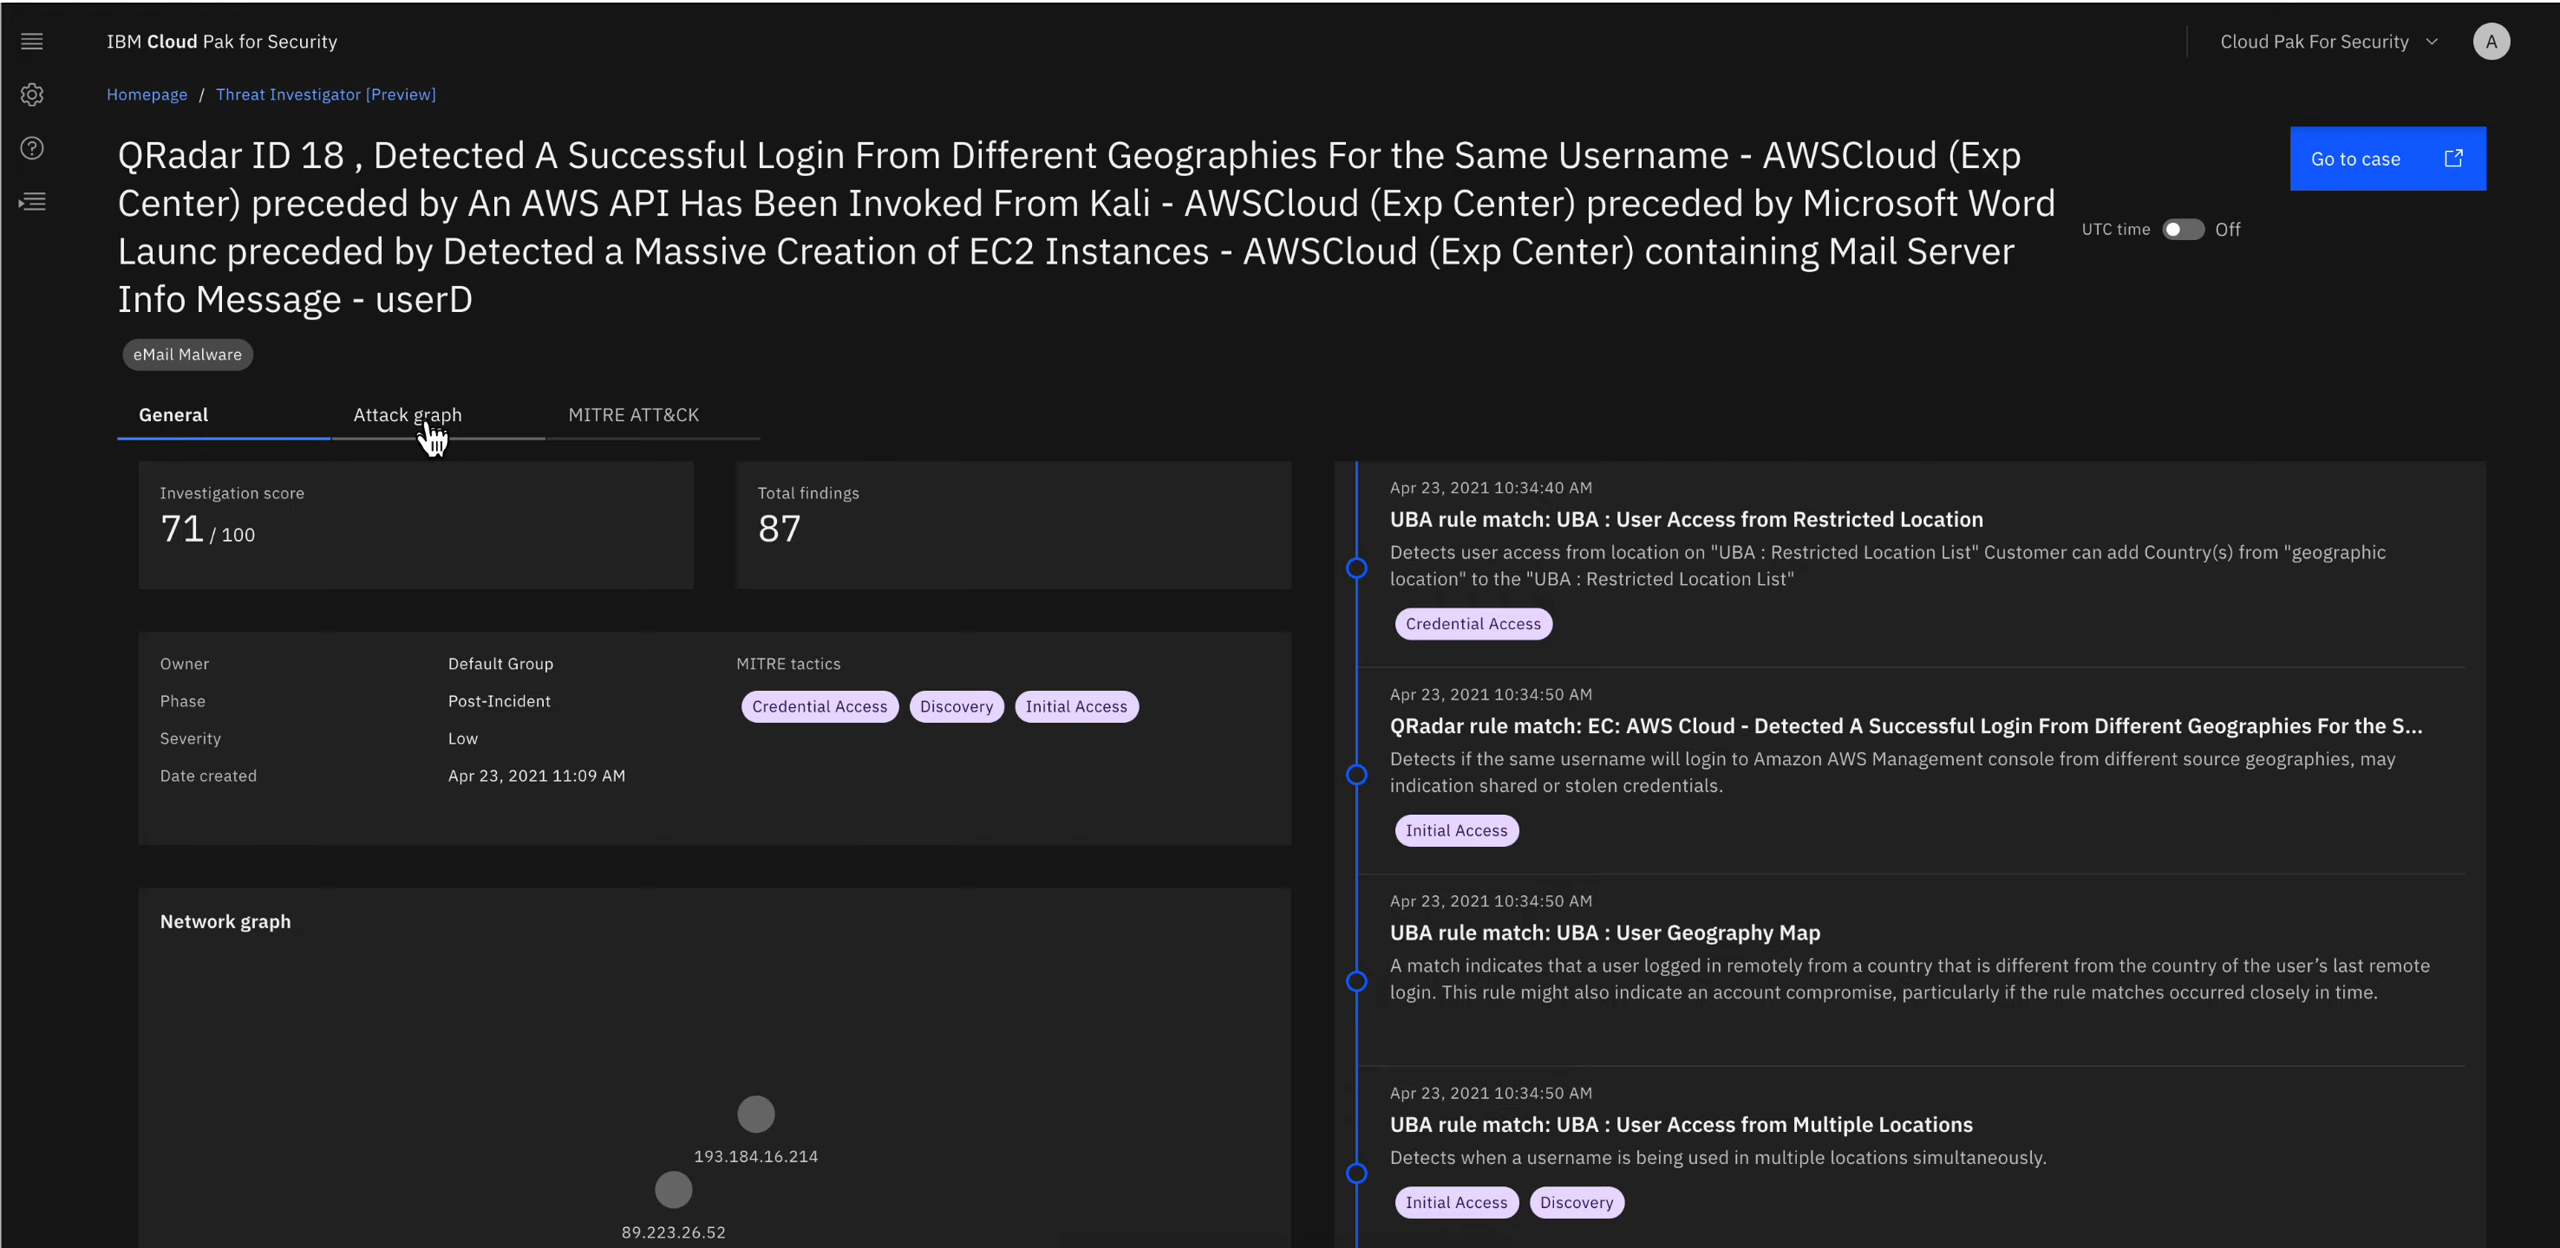 IBM Cloud Pak for Security
Cloud Pak For Security
A
Homepage / Threat Investigator [Preview]
QRadar ID 18 , Detected A Successful Login From Different Geographies For the Same Username - AWSCloud (Exp
Center) preceded by An AWS API Has Been Invoked From Kali - AWSCloud (Exp Center) preceded by Microsoft Word
Launc preceded by Detected a Massive Creation of EC2 Instances - AWSCloud (Exp Center) containing Mail Server
Info Message - userD
Go to case
UTC time Off
eMail Malware
General
Attack graph
MITRE ATT&CK
Investigation score
71 / 100
Total findings
87
Owner Default Group
Phase Post-Incident
Severity Low
Date created Apr 23, 2021 11:09 AM
MITRE tactics
Credential Access Discovery Initial Access
Network graph
193.184.16.214
89.223.26.52
Apr 23, 2021 10:34:40 AM
UBA rule match: UBA : User Access from Restricted Location
Detects user access from location on "UBA : Restricted Location List" Customer can add Country(s) from "geographic
location" to the "UBA : Restricted Location List"
Credential Access
Apr 23, 2021 10:34:50 AM
QRadar rule match: EC: AWS Cloud - Detected A Successful Login From Different Geographies For the S...
Detects if the same username will login to Amazon AWS Management console from different source geographies, may
indication shared or stolen credentials.
Initial Access
Apr 23, 2021 10:34:50 AM
UBA rule match: UBA : User Geography Map
A match indicates that a user logged in remotely from a country that is different from the country of the user’s last remote
login. This rule might also indicate an account compromise, particularly if the rule matches occurred closely in time.
Apr 23, 2021 10:34:50 AM
UBA rule match: UBA : User Access from Multiple Locations
Detects when a username is being used in multiple locations simultaneously.
Initial Access Discovery